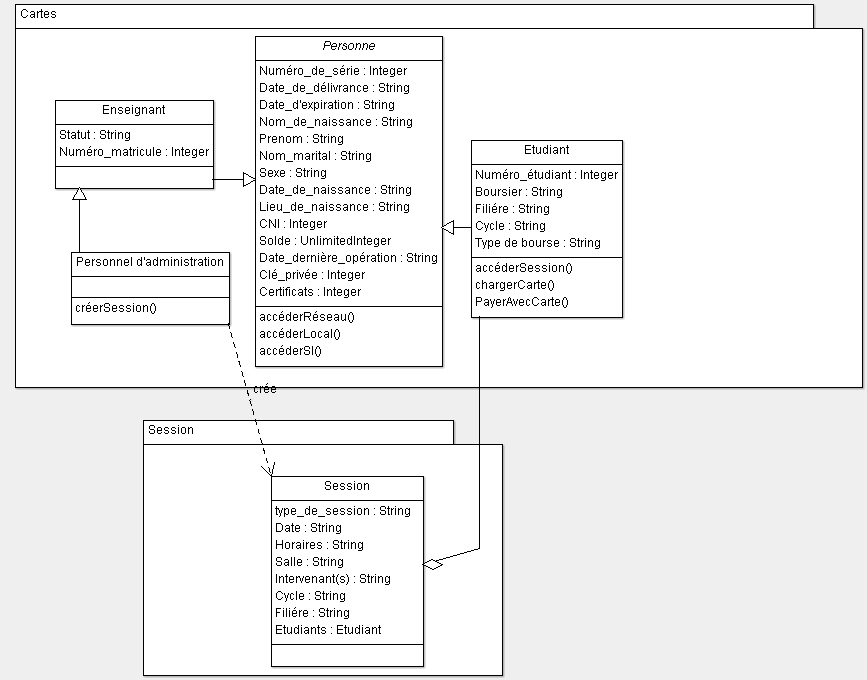 Cartes
Personne
Numéro_de_série : Integer
Date_de_délivrance : String
Date_d'expiration : String
Nom_de_naissance : String
Prenom : String
Nom_marital : String
Sexe : String
Date_de_naissance : String
Lieu_de_naissance : String
CNI : Integer
Solde : UnlimitedInteger
Date_dernière_opération : String
Clé_privée : Integer
Certificats : Integer
accéderRéseau()
accéderLocal()
accéderSI()
Enseignant
Statut : String
Numéro_matricule : Integer
Personnel d'administration
créerSession()
Etudiant
Numéro_étudiant : Integer
Boursier : String
Filiére : String
Cycle : String
Type de bourse : String
accéderSession()
chargerCarte()
PayerAvecCarte()
crée
Session
Session
type_de_session : String
Date : String
Horaires : String
Salle : String
Intervenant(s) : String
Cycle : String
Filiére : String
Etudiants : Etudiant